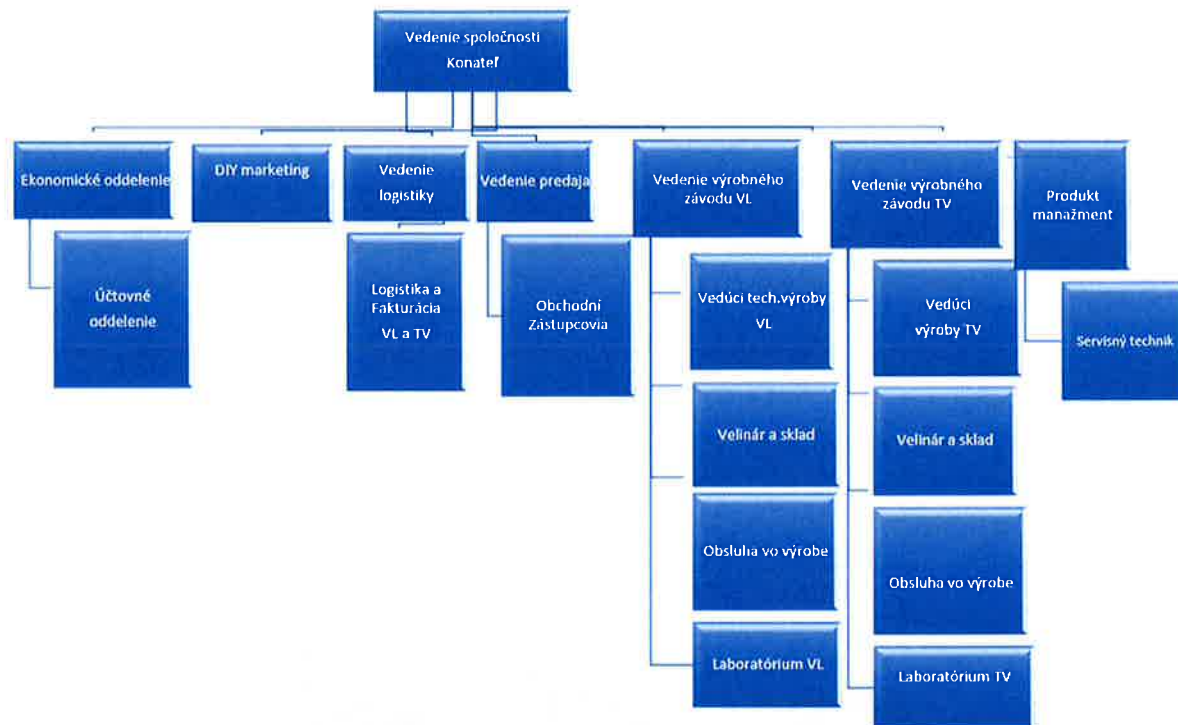 Vedenie spoločnosti
Konateľ
Ekonomické oddelenie
DIY marketing
Vedenie
logistiky
Vedenie predaja
Vedenie výrobného
závodu VL
Vedenie výrobného
závodu TV
Produkt
manažment
Účtovné
oddelenie
Logistika a
Fakturácia
VL a TV
Obchodní
Zástupcovia
Vedúci tech.výroby
VL
Vedúci
výroby TV
Servisný technik
Velinár a sklad
Velinár a sklad
Obsluha vo výrobe
Obsluha vo výrobe
Laboratórium VL
Laboratórium TV